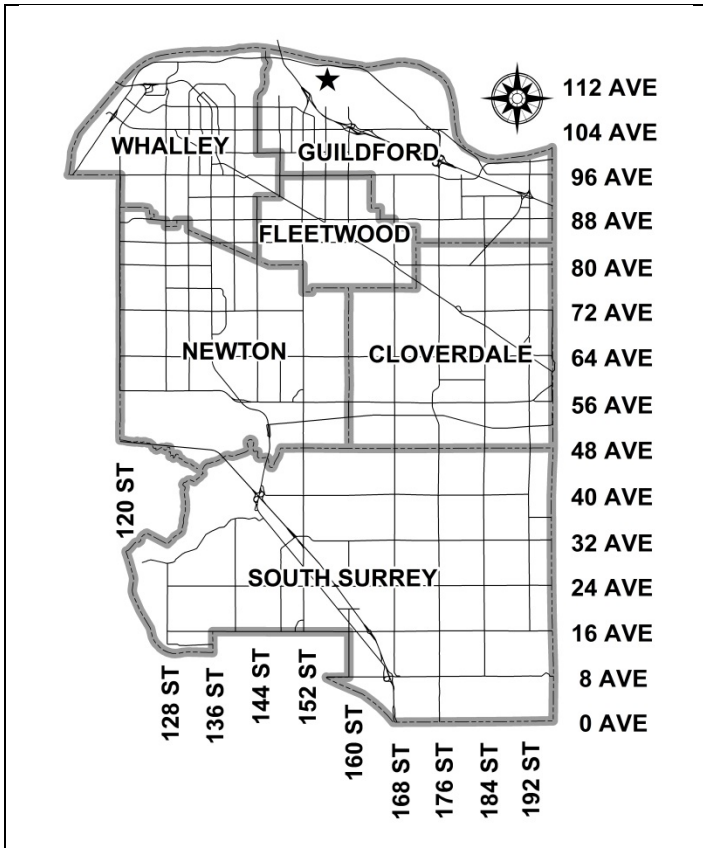 112 AVE
104 AVE
WHALLEY
GUILDFORD
96 AVE
88 AVE
FLEETWOOD
80 AVE
72 AVE
NEWTON
CLOVERDALE
64 AVE
56 AVE
48 AVE
120 ST
40 AVE
32 AVE
SOUTH SURREY
24 AVE
16 AVE
128 ST
136 ST
144 ST
152 ST
160 ST
8 AVE
0 AVE
168 ST
176 ST
184 ST
192 ST